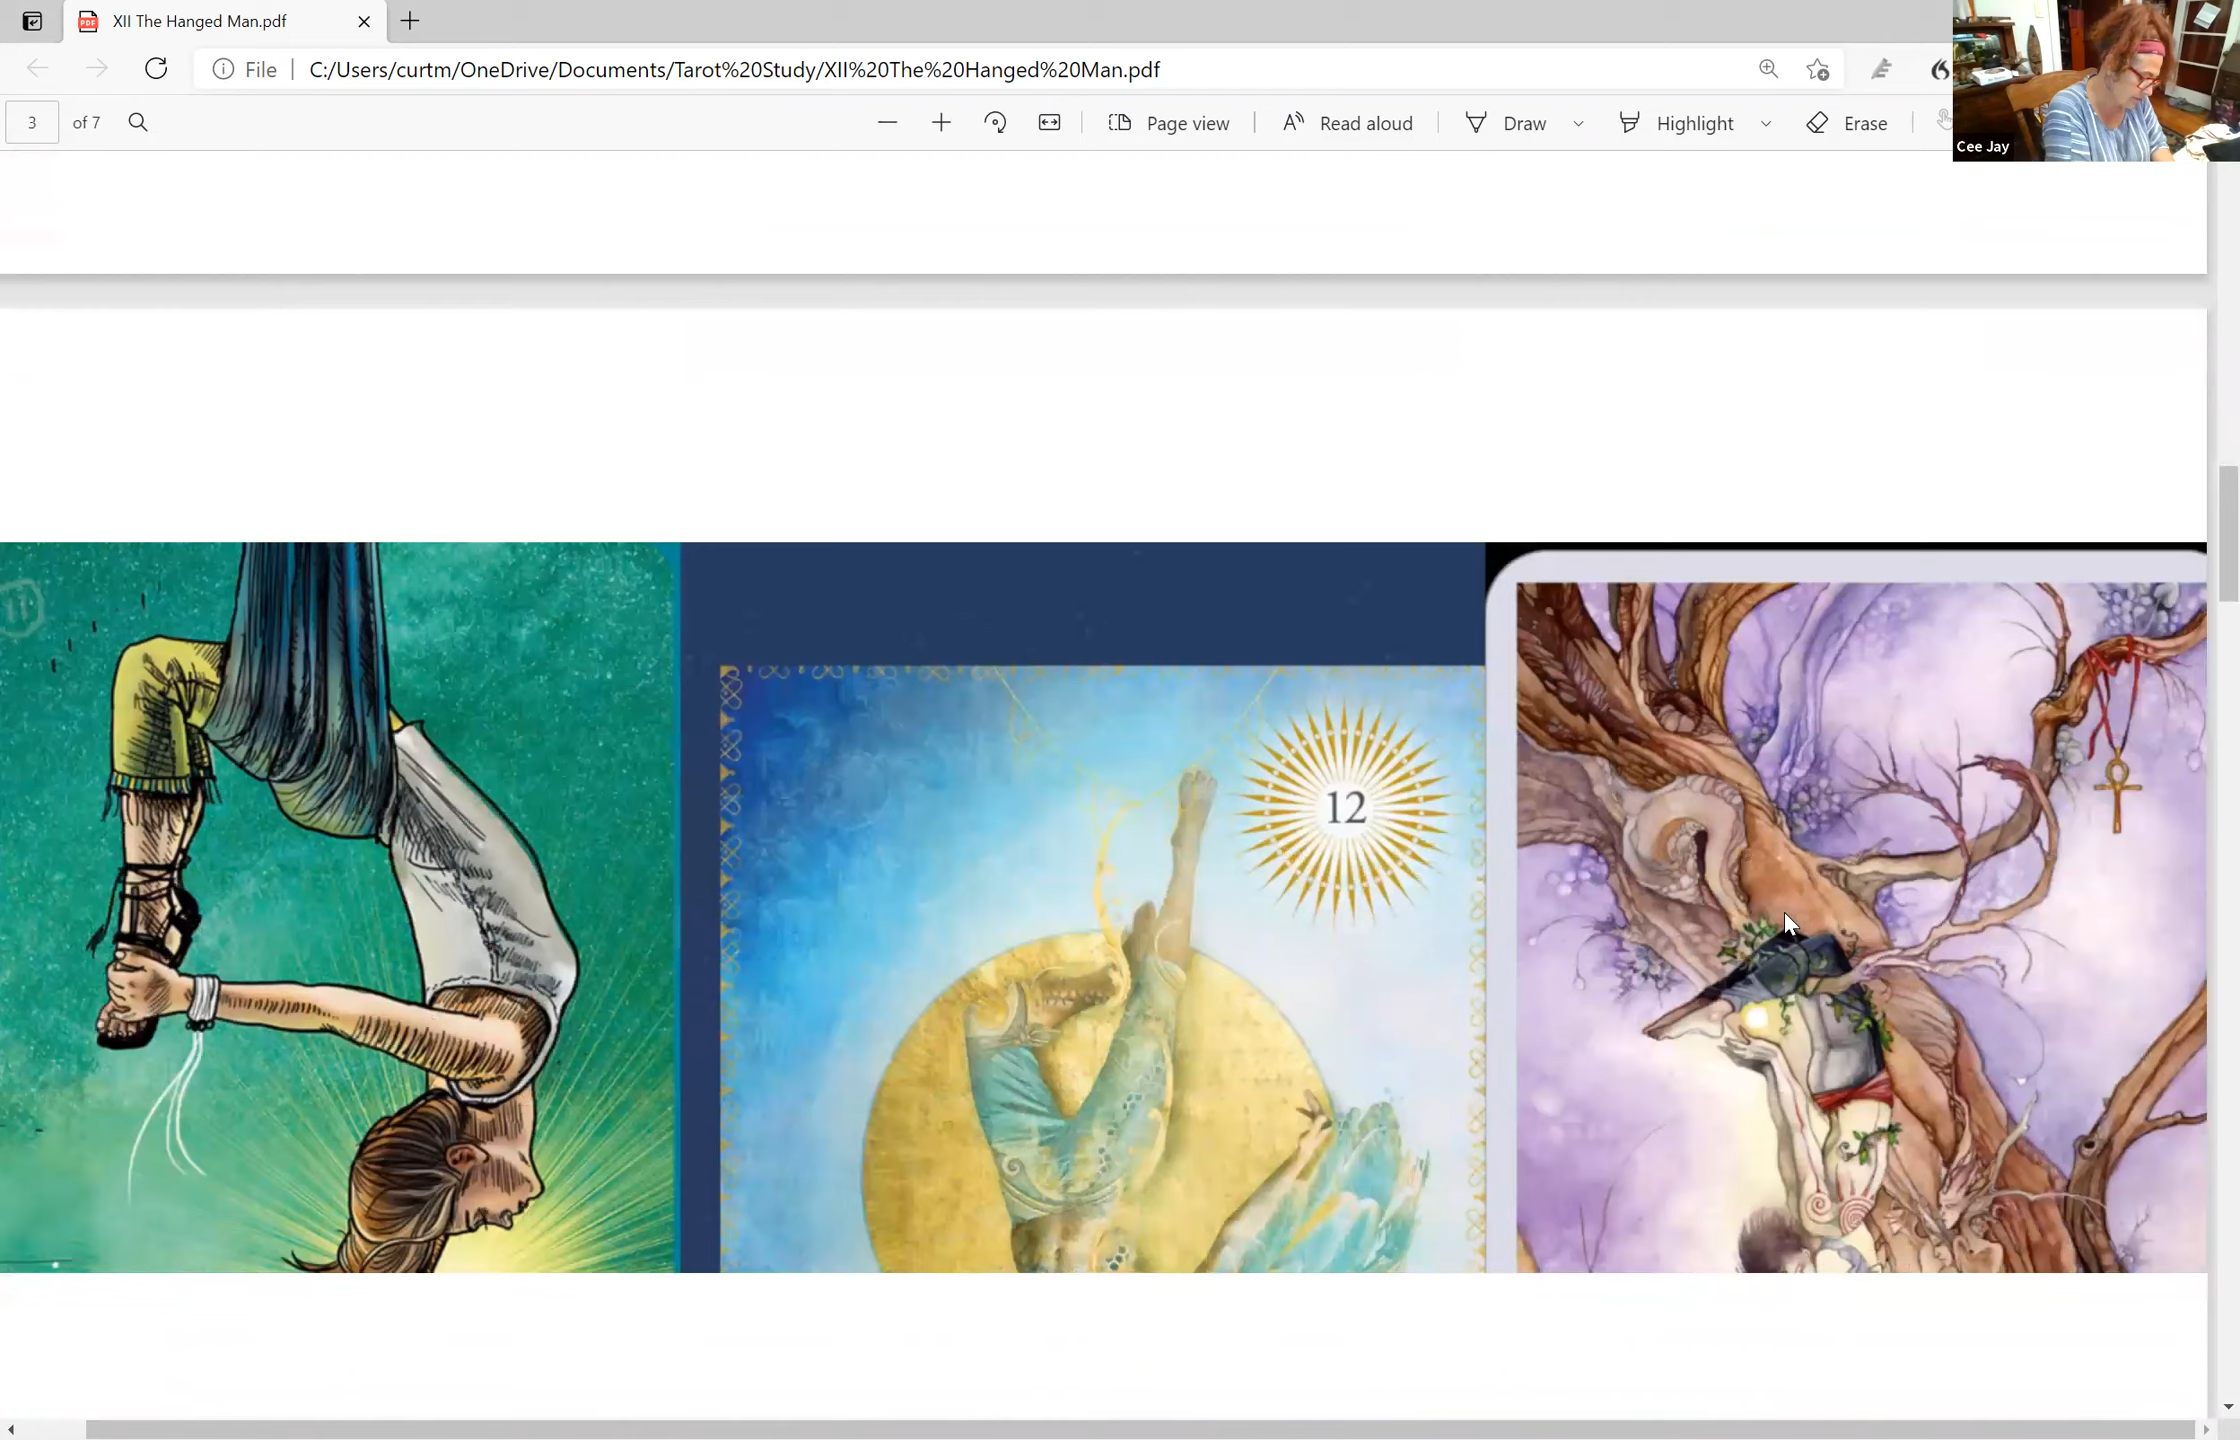 XII The Hanged Man.pdf
File | C:/Users/curtm/OneDrive/Documents/Tarot%20Study/XII%20The%20Hanged%20Man.pdf
3 of 7 Page view Read aloud Draw Highlight Erase
Cee Jay
12